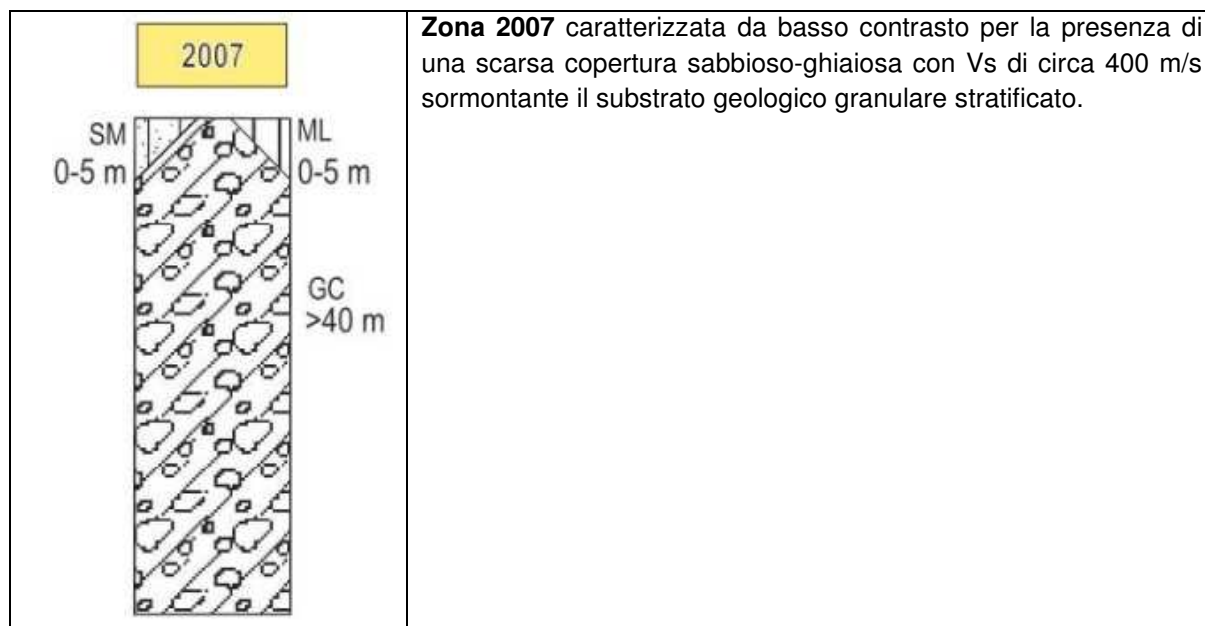 2007
SM
0-5 m
ML
0-5 m
GC
>40 m
Zona 2007 caratterizzata da basso contrasto per la presenza di
una scarsa copertura sabbioso-ghiaiosa con Vs di circa 400 m/s
sormontante il substrato geologico granulare stratificato.